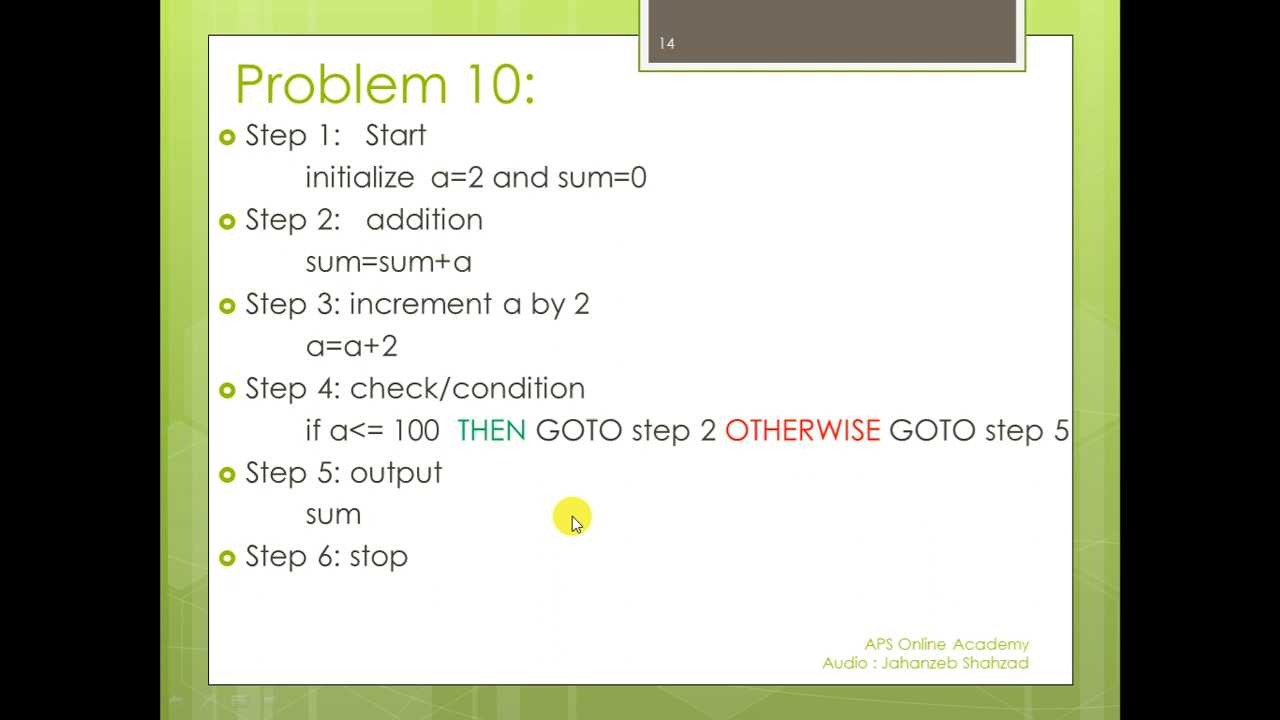 14
Problem 10:
Step 1: Start
initialize a=2 and sum=0
Step 2: addition
sum=sum+a
Step 3: increment a by 2
a=a+2
Step 4: check/condition
if a<= 100 THEN GOTO step 2 OTHERWISE GOTO step 5
Step 5: output
sum
Step 6: stop
APS Online Academy
Audio : Jahanzeb Shahzad